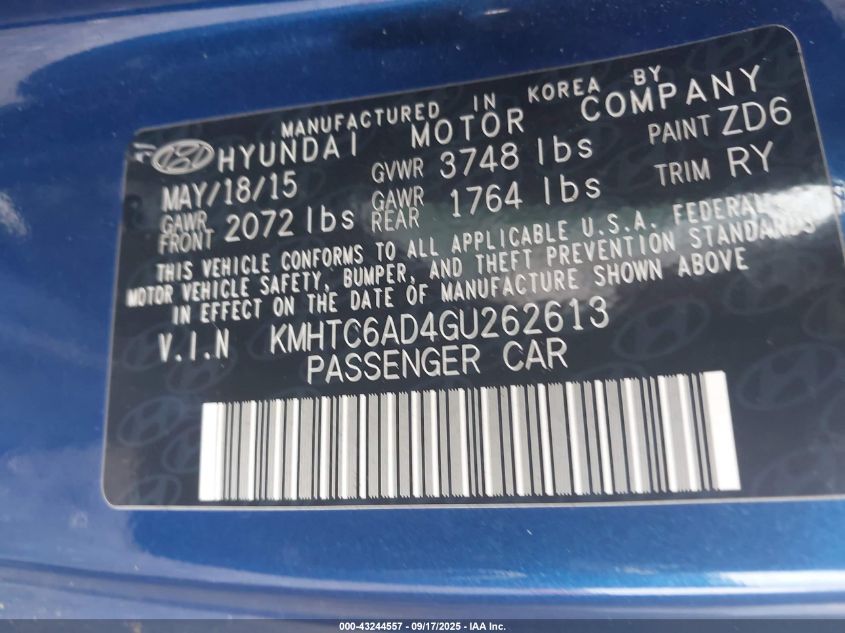 MANUFACTURED IN KOREA BY
HYUNDAI MOTOR COMPANY
MAY/18/15 GVWR 3748 lbs PAINT ZD6
GAWR FRONT 2072 lbs GAWR REAR 1764 lbs TRIM RY
THIS VEHICLE CONFORMS TO ALL APPLICABLE U.S.A. FEDERAL
MOTOR VEHICLE SAFETY, BUMPER, AND THEFT PREVENTION STANDARDS
IN EFFECT ON THE DATE OF MANUFACTURE SHOWN ABOVE
V.I.N KMHTC6AD4GU262613
PASSENGER CAR
000-43244557 - 09/17/2025 - IAA Inc.